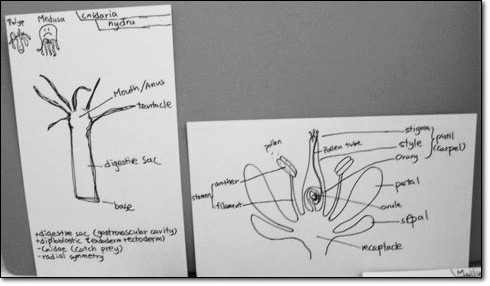 Polyp
Medusa
Cnidaria
hydra
Mouth/Anus
tentacle
digestive sac
base
+digestive sac (gastrovascular cavity)
+diploblastic (endoderm+ectoderm)
-Cnidae (catch prey)
-radial symmetry
pollen
stigma
Pollen tube
style
pistil
(carpel)
Ovary
anther
stamen
filament
petal
ovule
sepal
receptacle